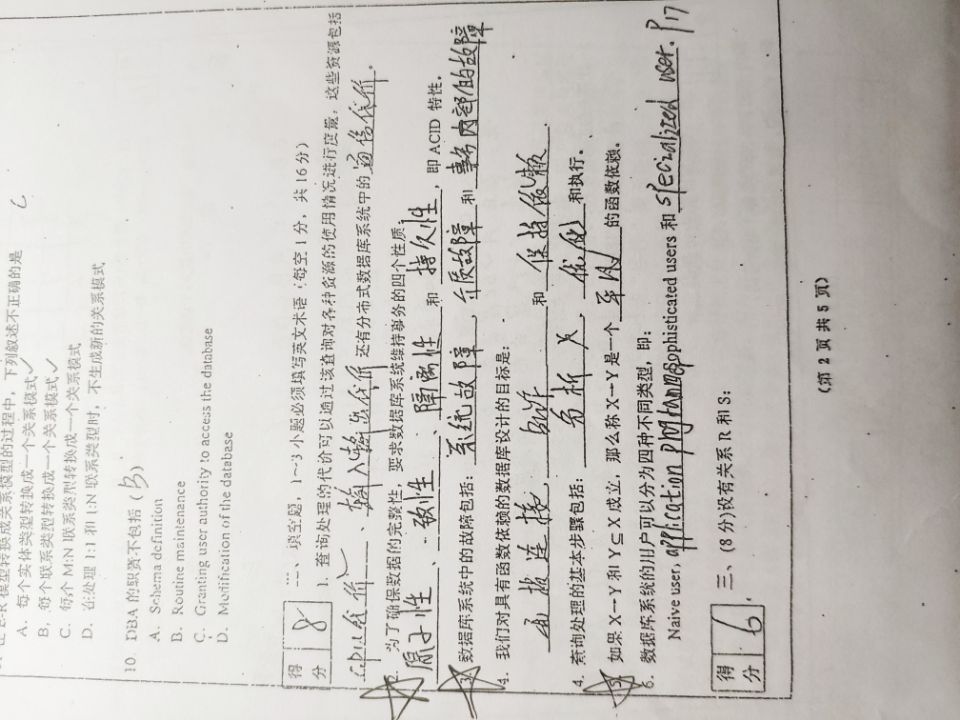 在 E-R 模型转换成关系模型的过程中，下列叙述不正确的是 C
A. 每个实体类型转换成一个关系模式 ✓
B. 每个联系类型转换成一个关系模式 ✓
C. 每个 M:N 联系类型转换成一个关系模式
D. 在处理 1:1 和 1:N 联系类型时，不生成新的关系模式
10. DBA 的职责不包括（B）
A. Schema definition
B. Routine maintenance
C. Granting user authority to access the database
D. Modification of the database
得分 8
二、填空题，1～3 小题必须填写英文术语（每空 1 分，共 16 分）
1. 查询处理的代价可以通过该查询对各种资源的使用情况进行度量，这些资源包括
cpu代价、输入输出代价 还有分布式数据库系统中的 通信代价。
2. 为了确保数据的完整性，要求数据库系统维持事务的四个性质：
原子性、一致性、隔离性 和 持久性，即 ACID 特性。
3. 数据库系统中的故障包括：系统故障，介质故障 和 事务内部的故障
4. 我们对具有函数依赖的数据库设计的目标是：
连接， 和 保持依赖.
4. 查询处理的基本步骤包括：分析，优化 和执行。
5. 如果 X→Y 和 Y⊆X 成立，那么称 X→Y 是一个 平凡 的函数依赖。
6. 数据库系统的用户可以分为四种不同类型，即：
Naive user, application Sophisticated users 和 specialized user. P17
得分 6
三、(8 分)设有关系 R 和 S:
(第 2 页 共 5 页)